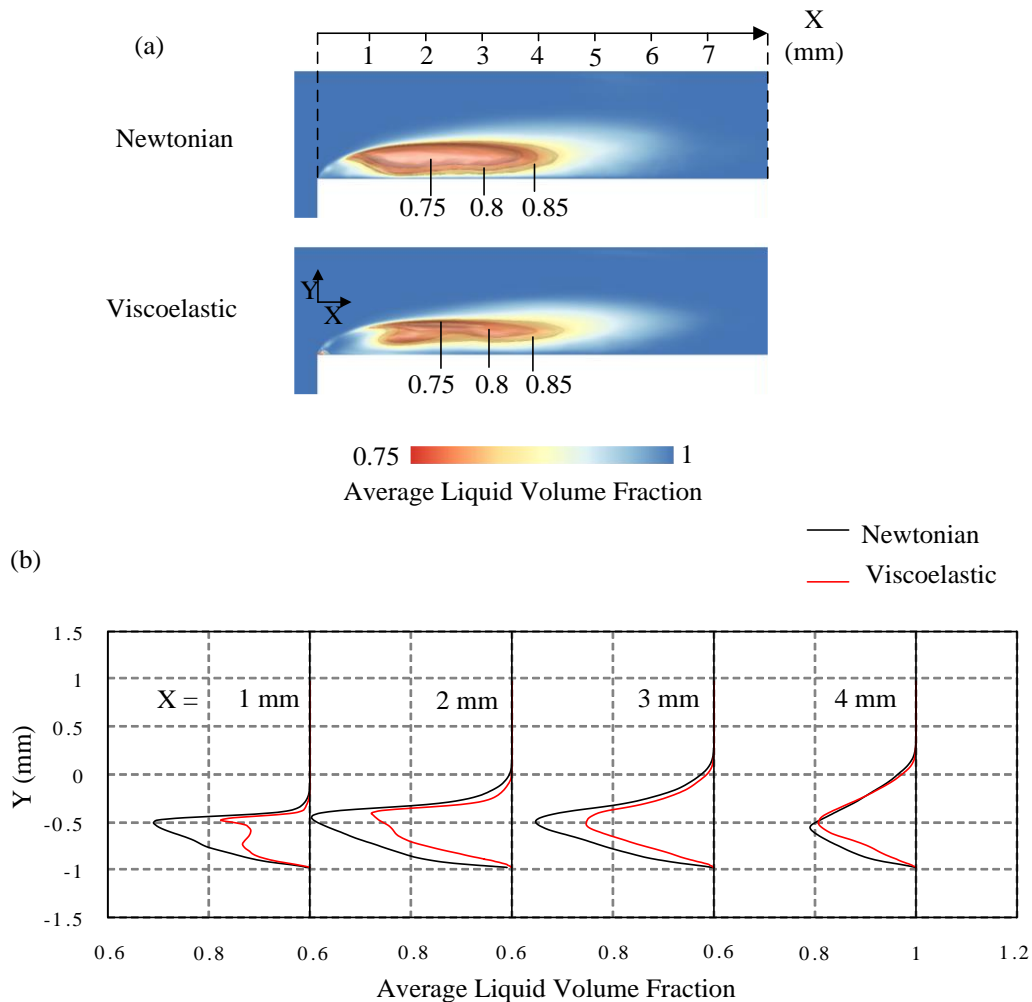 (a)
X
(mm)
1 2 3 4 5 6 7
Newtonian
0.75 0.8 0.85
Viscoelastic
Y
X
0.75 0.8 0.85
0.75 1
Average Liquid Volume Fraction
Newtonian
(b)
Viscoelastic
1.5
1
0.5
0
-0.5
-1
-1.5
Y (mm)
X = 1 mm 2 mm 3 mm 4 mm
0.6 0.8 0.6 0.8 0.6 0.8 0.6 0.8 1 1.2
Average Liquid Volume Fraction